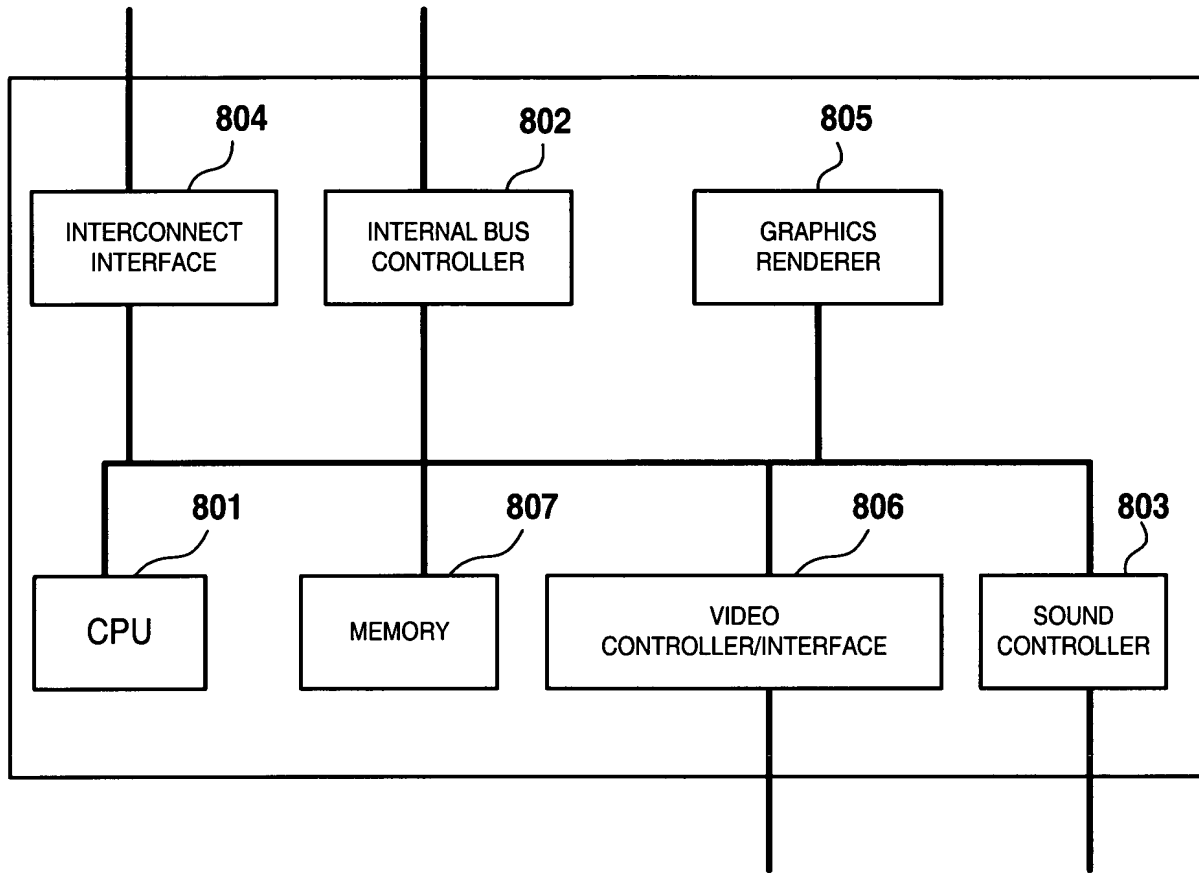 804
802
805
INTERCONNECT
INTERFACE
INTERNAL BUS
CONTROLLER
GRAPHICS
RENDERER
801
807
806
803
CPU
MEMORY
VIDEO
CONTROLLER/INTERFACE
SOUND
CONTROLLER